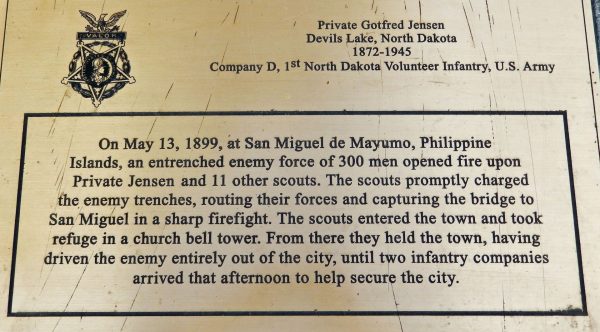 VALOR
Private Gotfred Jensen
Devils Lake, North Dakota
1872-1945
Company D, 1st North Dakota Volunteer Infantry, U.S. Army
On May 13, 1899, at San Miguel de Mayumo, Philippine
Islands, an entrenched enemy force of 300 men opened fire upon
Private Jensen and 11 other scouts. The scouts promptly charged
the enemy trenches, routing their forces and capturing the bridge to
San Miguel in a sharp firefight. The scouts entered the town and took
refuge in a church bell tower. From there they held the town, having
driven the enemy entirely out of the city, until two infantry companies
arrived that afternoon to help secure the city.